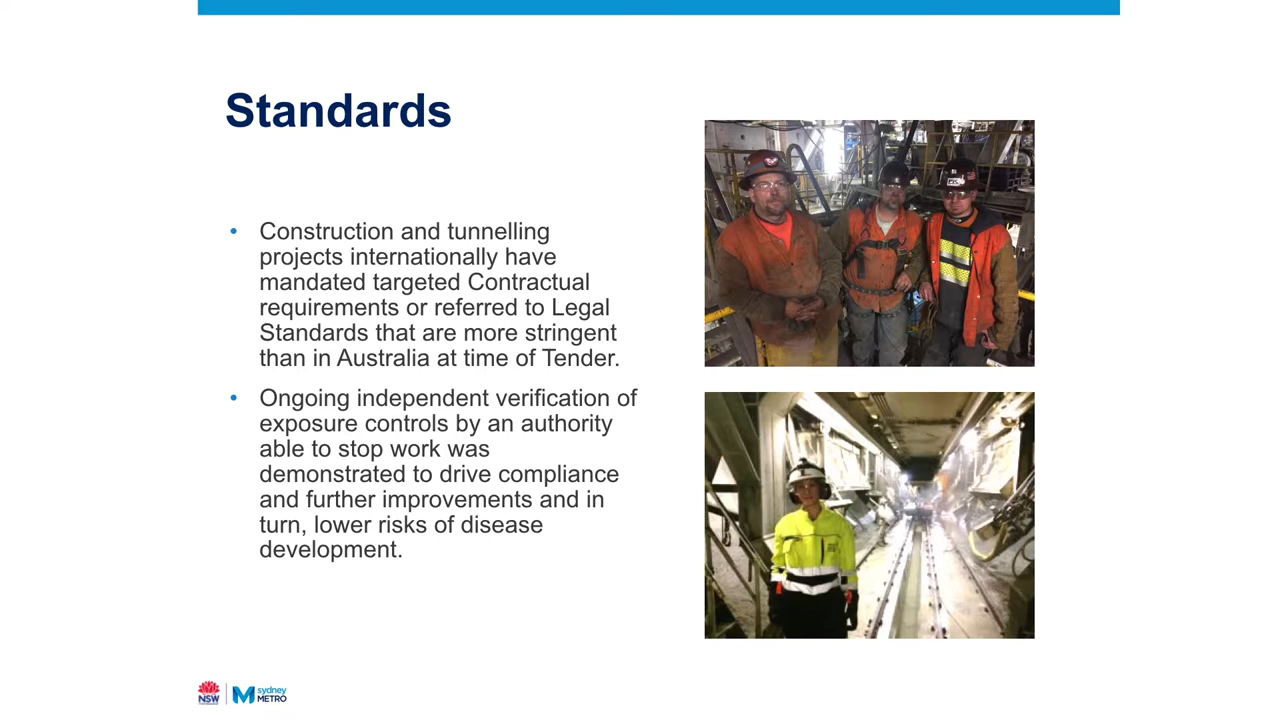 Standards
• Construction and tunnelling
projects internationally have
mandated targeted Contractual
requirements or referred to Legal
Standards that are more stringent
than in Australia at time of Tender.
• Ongoing independent verification of
exposure controls by an authority
able to stop work was
demonstrated to drive compliance
and further improvements and in
turn, lower risks of disease
development.
NSW
sydney
METRO